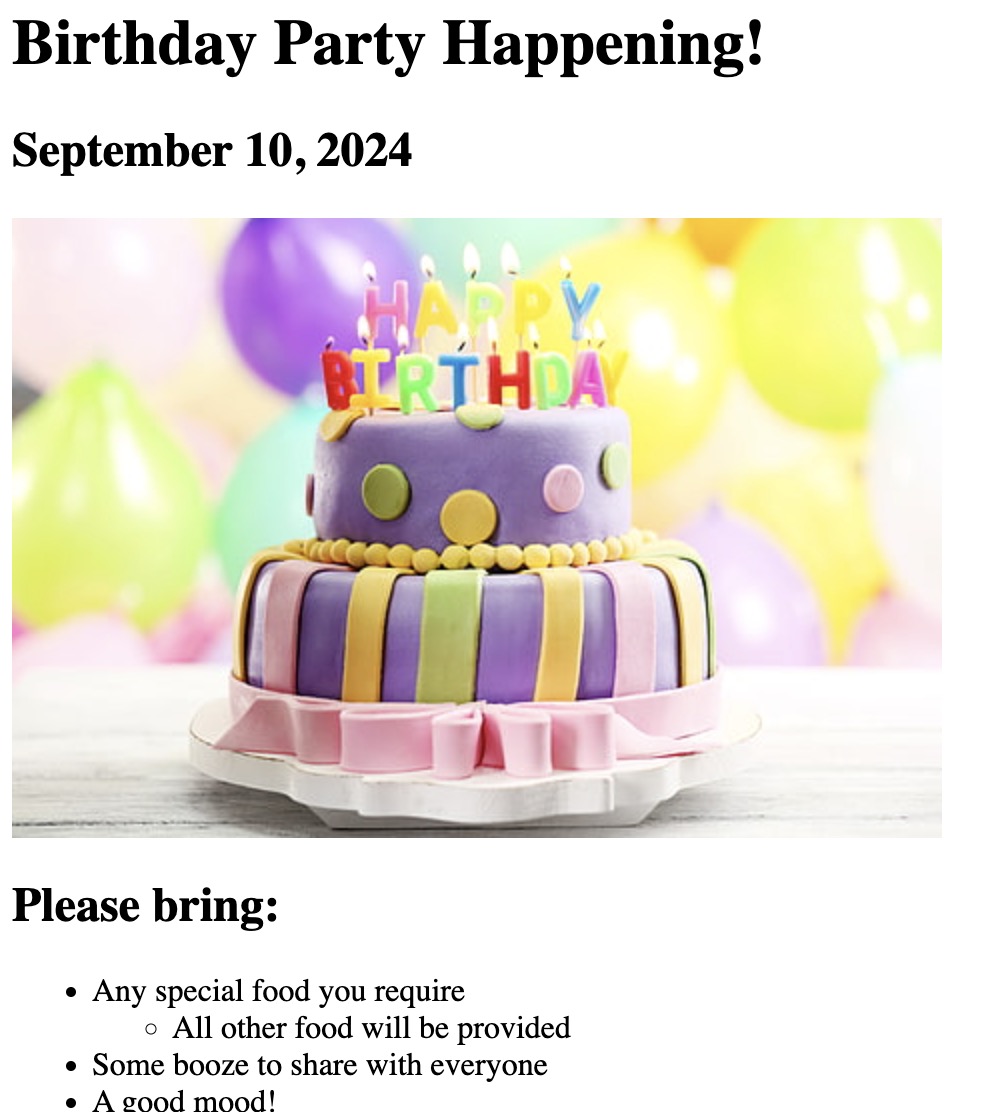 Birthday Party Happening!
September 10, 2024
HAPPY
BIRTHDAY
Please bring:
Any special food you require
All other food will be provided
Some booze to share with everyone
A good mood!